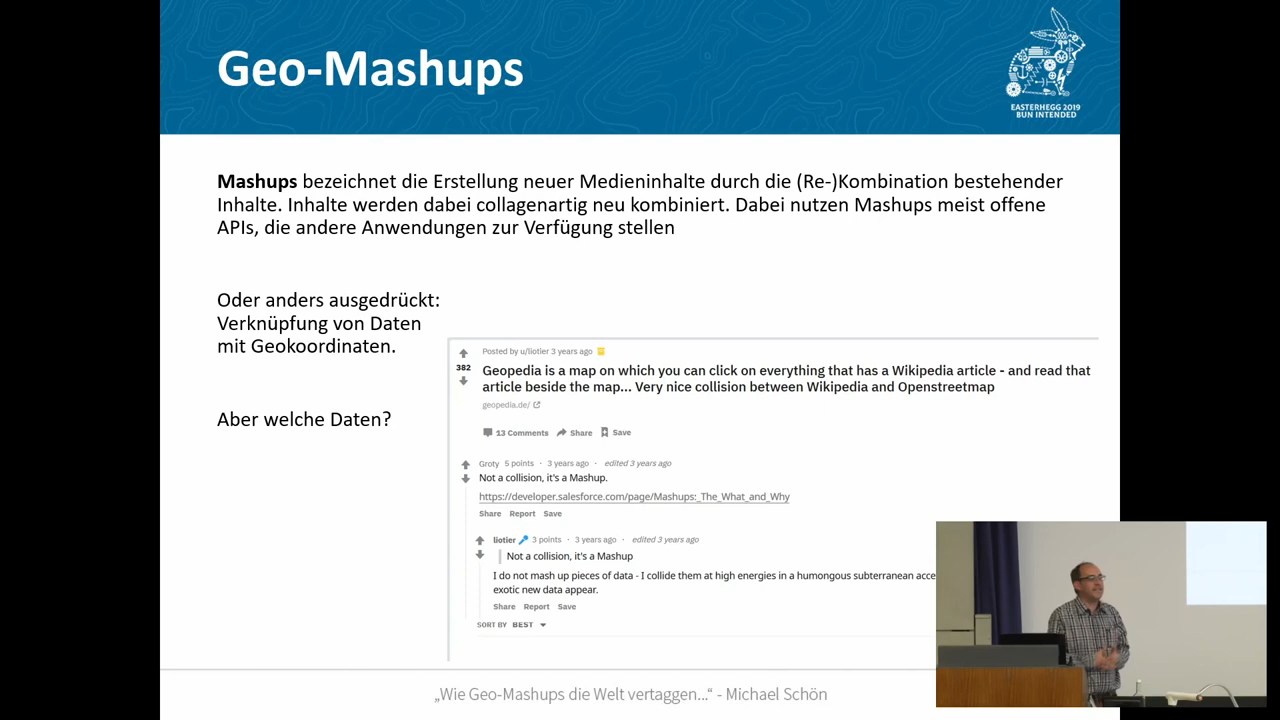 Geo-Mashups
EASTERHEGG 2019
BUN INTENDED
Mashups bezeichnet die Erstellung neuer Medieninhalte durch die (Re-)Kombination bestehender
Inhalte. Inhalte werden dabei collagenartig neu kombiniert. Dabei nutzen Mashups meist offene
APIs, die andere Anwendungen zur Verfügung stellen
Oder anders ausgedrückt:
Verknüpfung von Daten
mit Geokoordinaten.
Aber welche Daten?
Posted by u/liotier 3 years ago
382
Geopedia is a map on which you can click on everything that has a Wikipedia article - and read that
article beside the map... Very nice collision between Wikipedia and Openstreetmap
geopedia.de/
13 Comments Share Save
Groty 5 points · 3 years ago · edited 3 years ago
Not a collision, it's a Mashup.
https://developer.salesforce.com/page/Mashups:_The_What_and_Why
Share Report Save
liotier 3 points · 3 years ago · edited 3 years ago
Not a collision, it's a Mashup
I do not mash up pieces of data - I collide them at high energies in a humongous subterranean
exotic new data appear.
Share Report Save
SORT BY BEST
„Wie Geo-Mashups die Welt vertaggen...“ - Michael Schön